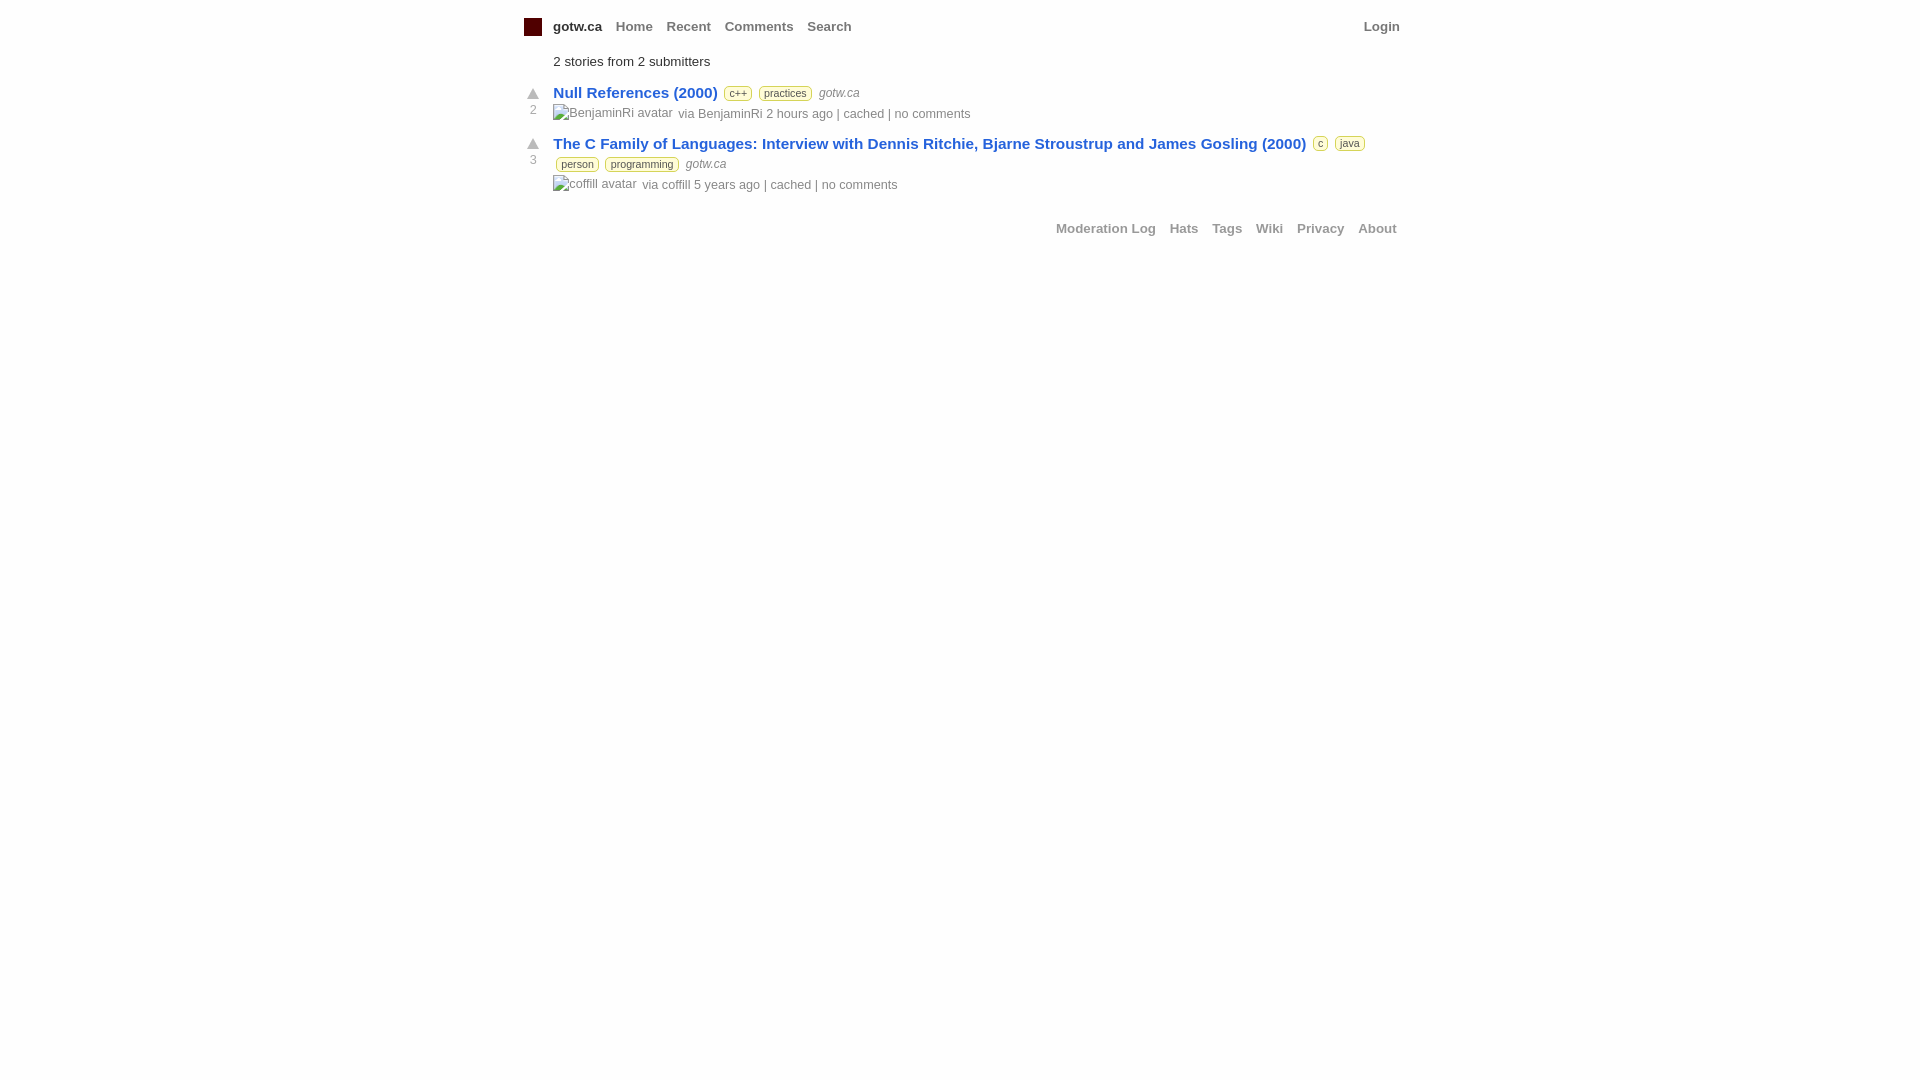 gotw.ca Home Recent Comments Search Login
2 stories from 2 submitters
Null References (2000) c++ practices gotw.ca
2
BenjaminRi avatar via BenjaminRi 2 hours ago | cached | no comments
The C Family of Languages: Interview with Dennis Ritchie, Bjarne Stroustrup and James Gosling (2000) c java
3
person programming gotw.ca
coffill avatar via coffill 5 years ago | cached | no comments
Moderation Log Hats Tags Wiki Privacy About